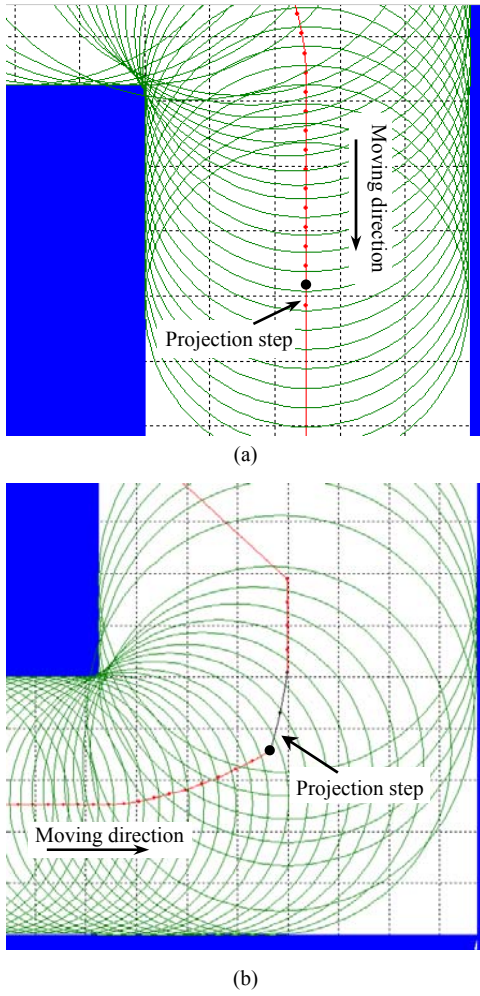 Moving direction
Projection step
(a)
Projection step
Moving direction
(b)